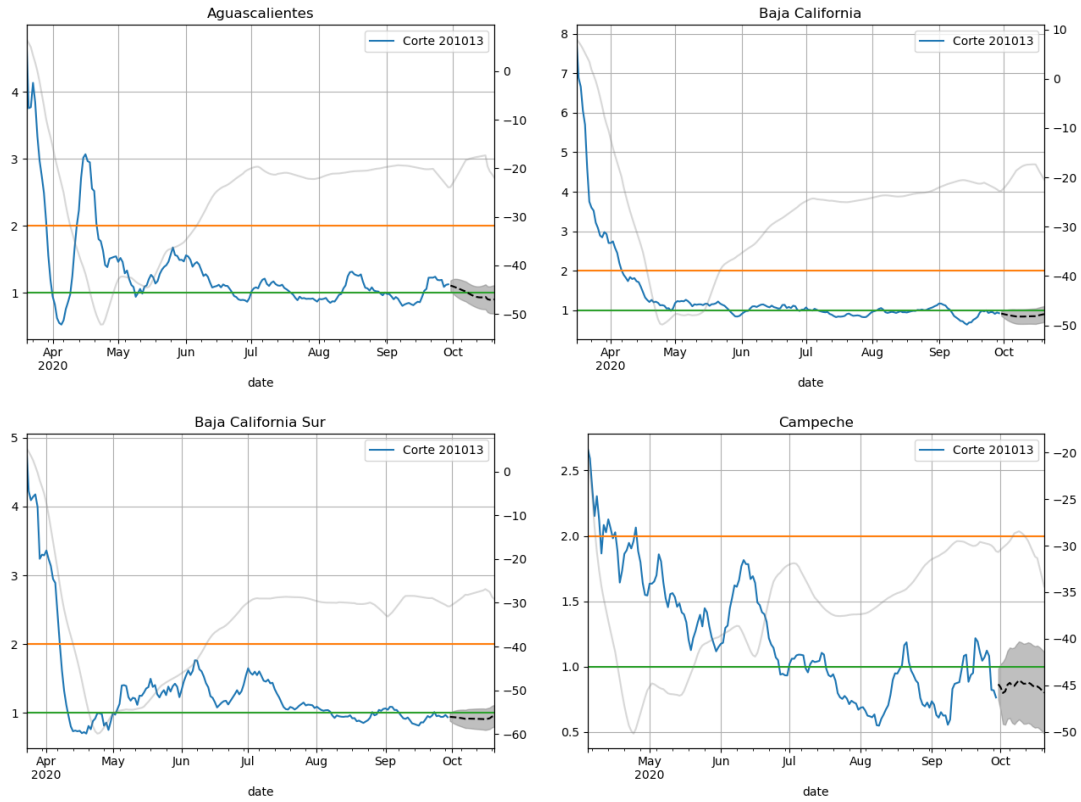 Aguascalientes
Corte 201013
4
3
2
1
0
−10
−20
−30
−40
−50
Apr
2020
May
Jun
Jul
Aug
Sep
Oct
date
Baja California
Corte 201013
8
7
6
5
4
3
2
1
10
0
−10
−20
−30
−40
−50
Apr
2020
May
Jun
Jul
Aug
Sep
Oct
date
Baja California Sur
Corte 201013
5
4
3
2
1
0
−10
−20
−30
−40
−50
−60
Apr
2020
May
Jun
Jul
Aug
Sep
Oct
date
Campeche
Corte 201013
2.5
2.0
1.5
1.0
0.5
−20
−25
−30
−35
−40
−45
−50
May
2020
Jun
Jul
Aug
Sep
Oct
date